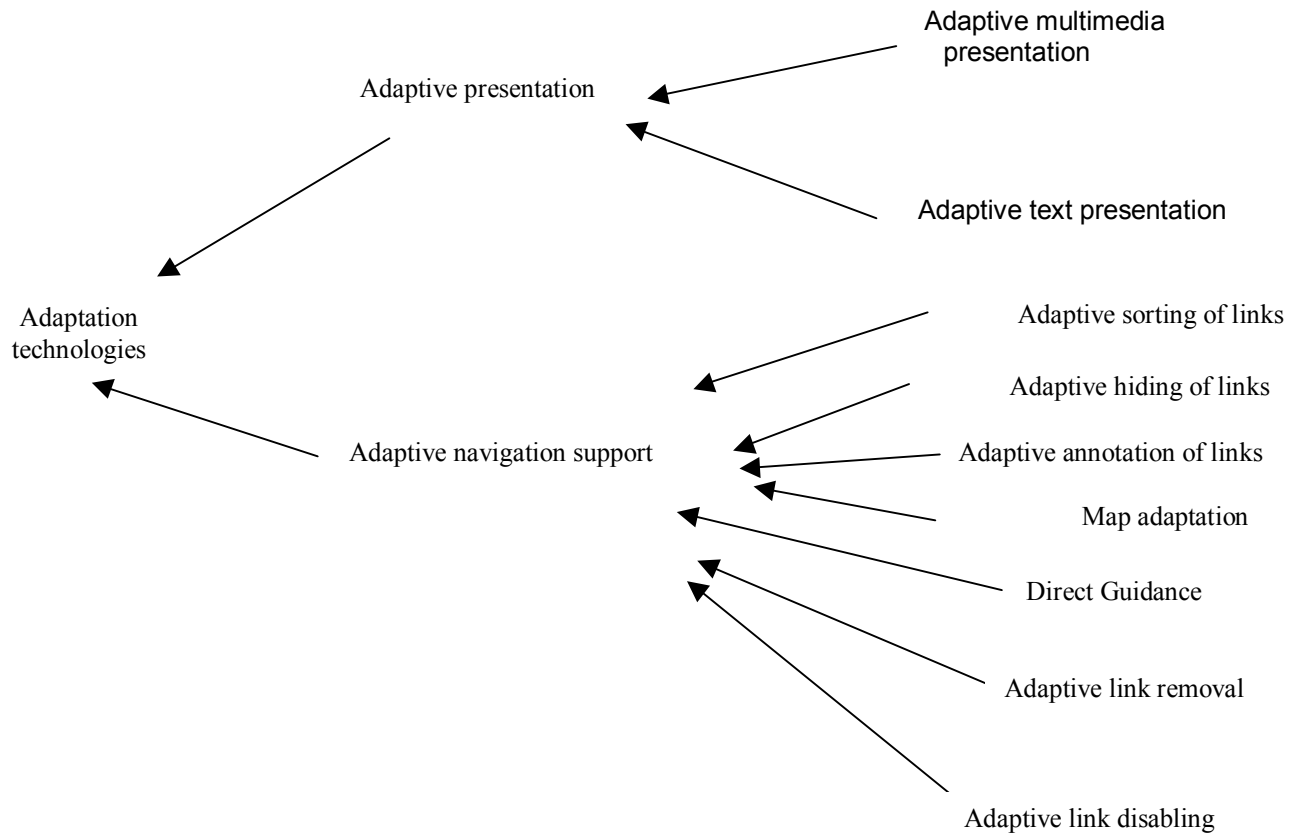 Adaptive multimedia
presentation
Adaptive presentation
Adaptive text presentation
Adaptation
technologies
Adaptive sorting of links
Adaptive hiding of links
Adaptive navigation support
Adaptive annotation of links
Map adaptation
Direct Guidance
Adaptive link removal
Adaptive link disabling